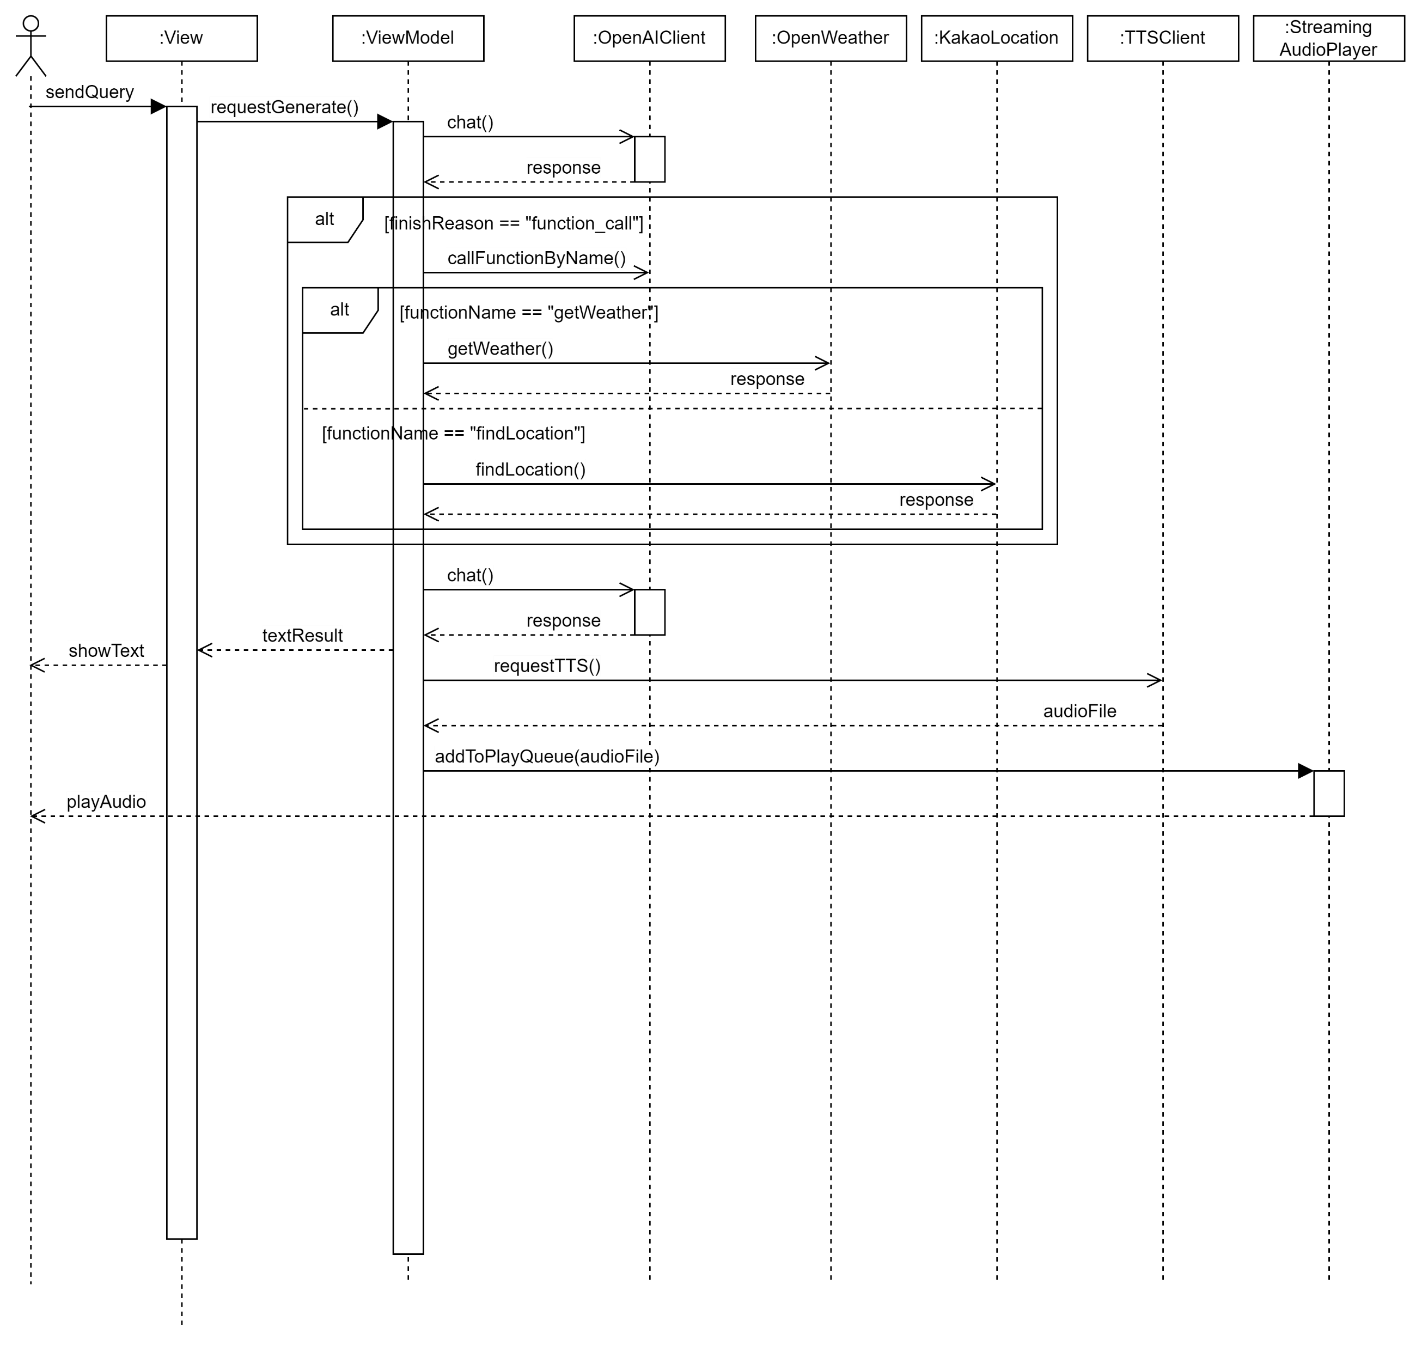 :View
:ViewModel
:OpenAIClient
:OpenWeather
:KakaoLocation
:TTSClient
:Streaming
AudioPlayer
sendQuery
requestGenerate()
chat()
response
alt
[finishReason == "function_call"]
callFunctionByName()
alt
[functionName == "getWeather"]
getWeather()
response
[functionName == "findLocation"]
findLocation()
response
chat()
response
textResult
showText
requestTTS()
audioFile
addToPlayQueue(audioFile)
playAudio